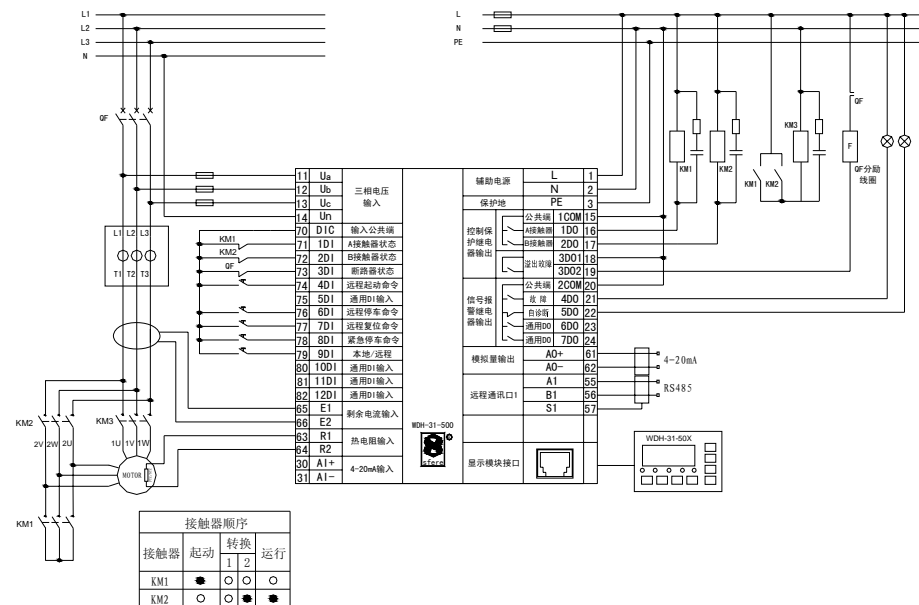 L1
L2
L3
N
L
N
PE
QF
QF
KM1
KM2
KM1
KM2
KM3
F
QF分励
线圈
11 Ua
12 Ub
13 Uc
14 Un
三相电压
输入
70 DIC 输入公共端
71 1DI A接触器状态
72 2DI B接触器状态
73 3DI 断路器状态
74 4DI 远程起动命令
75 5DI 通用DI输入
76 6DI 远程停车命令
77 7DI 远程复位命令
78 8DI 紧急停车命令
79 9DI 本地/远程
80 10DI 通用DI输入
81 11DI 通用DI输入
82 12DI 通用DI输入
65 E1
66 E2
剩余电流输入
63 R1
64 R2
热电阻输入
30 AI+
31 AI-
4-20mA输入
KM1
KM2
QF
L1 L2 L3
T1 T2 T3
WDH-31-500
sfere
辅助电源
L 1
N 2
保护地 PE 3
控制保
护继电
器输出
公共端 1COM 15
A接触器 1DO 16
B接触器 2DO 17
溢出故障
3DO1 18
3DO2 19
信号报
警继电
器输出
公共端 2COM 20
故 障 4DO 21
自诊断 5DO 22
通用DO 6DO 23
通用DO 7DO 24
模拟量输出
AO+ 61
AO- 62
4-20mA
远程通讯口1
A1 55
B1 56
S1 57
RS485
显示模块接口
WDH-31-50X
KM2
KM3
2V 2W 2U
1U 1V 1W
MOTOR
KM1
接触器顺序
接触器 起动 转换 运行
1 2
KM1
KM2